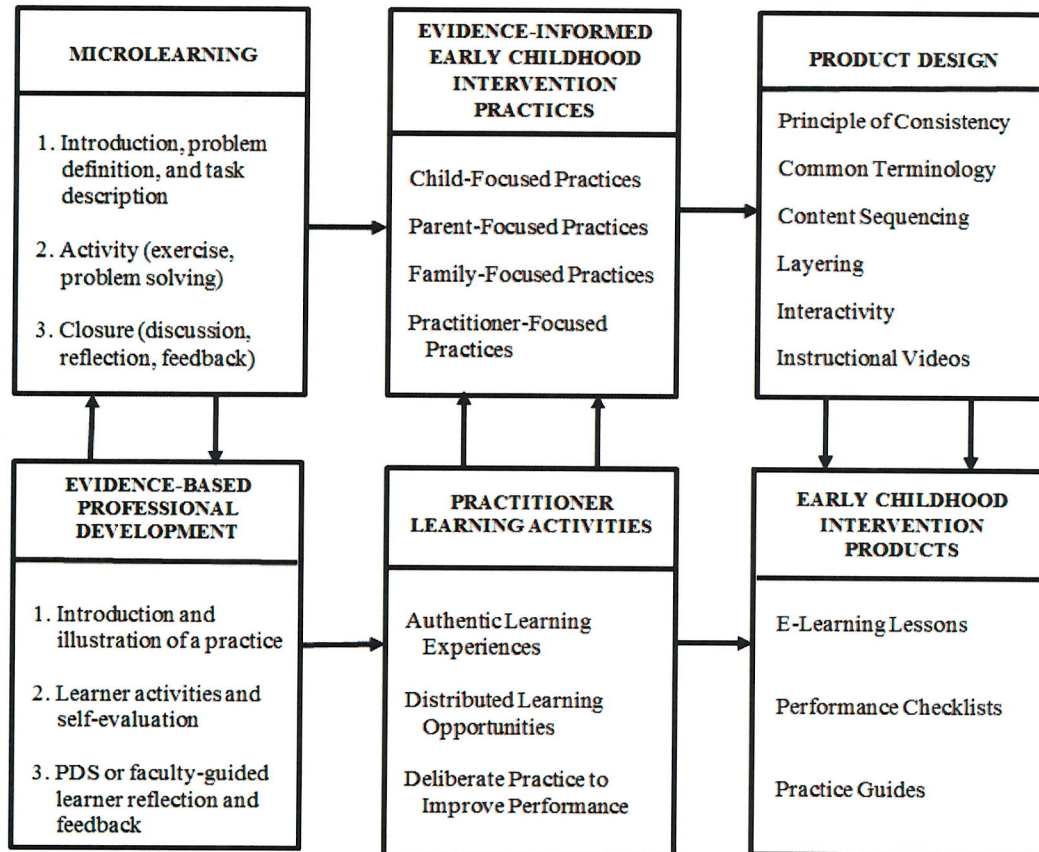 MICROLEARNING
1. Introduction, problem
definition, and task
description
2. Activity (exercise,
problem solving)
3. Closure (discussion,
reflection, feedback)
EVIDENCE-INFORMED
EARLY CHILDHOOD
INTERVENTION
PRACTICES
Child-Focused Practices
Parent-Focused Practices
Family-Focused Practices
Practitioner-Focused
Practices
PRODUCT DESIGN
Principle of Consistency
Common Terminology
Content Sequencing
Layering
Interactivity
Instructional Videos
EVIDENCE-BASED
PROFESSIONAL
DEVELOPMENT
1. Introduction and
illustration of a practice
2. Learner activities and
self-evaluation
3. PDS or faculty-guided
learner reflection and
feedback
PRACTITIONER
LEARNING ACTIVITIES
Authentic Learning
Experiences
Distributed Learning
Opportunities
Deliberate Practice to
Improve Performance
EARLY CHILDHOOD
INTERVENTION
PRODUCTS
E-Learning Lessons
Performance Checklists
Practice Guides